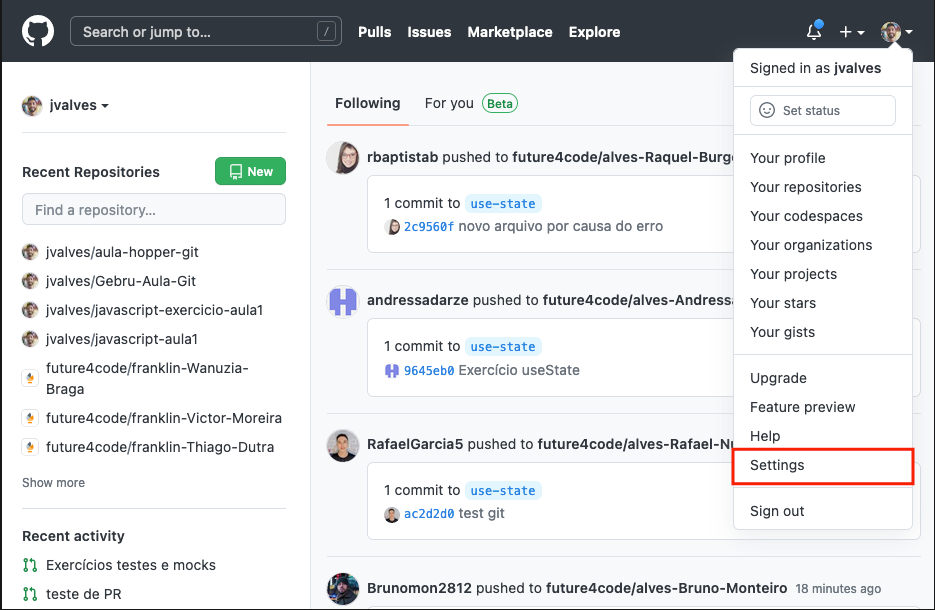 Search or jump to...
/
Pulls
Issues
Marketplace
Explore
jvalves
Recent Repositories
New
Find a repository...
jvalves/aula-hopper-git
jvalves/Gebru-Aula-Git
jvalves/javascript-exercicio-aula1
jvalves/javascript-aula1
future4code/franklin-Wanuzia-
Braga
future4code/franklin-Victor-Moreira
future4code/franklin-Thiago-Dutra
Show more
Recent activity
Exercícios testes e mocks
teste de PR
Following
For you
Beta
rbaptistab pushed to future4code/alves-Raquel-Burg
1 commit to use-state
2c9560f novo arquivo por causa do erro
andressadarze pushed to future4code/alves-Andressa
1 commit to use-state
9645eb0 Exercício useState
RafaelGarcia5 pushed to future4code/alves-Rafael-N
1 commit to use-state
ac2d2d0 test git
Brunomon2812 pushed to future4code/alves-Bruno-Monteiro 18 minutes ago
Signed in as jvalves
Set status
Your profile
Your repositories
Your codespaces
Your organizations
Your projects
Your stars
Your gists
Upgrade
Feature preview
Help
Settings
Sign out